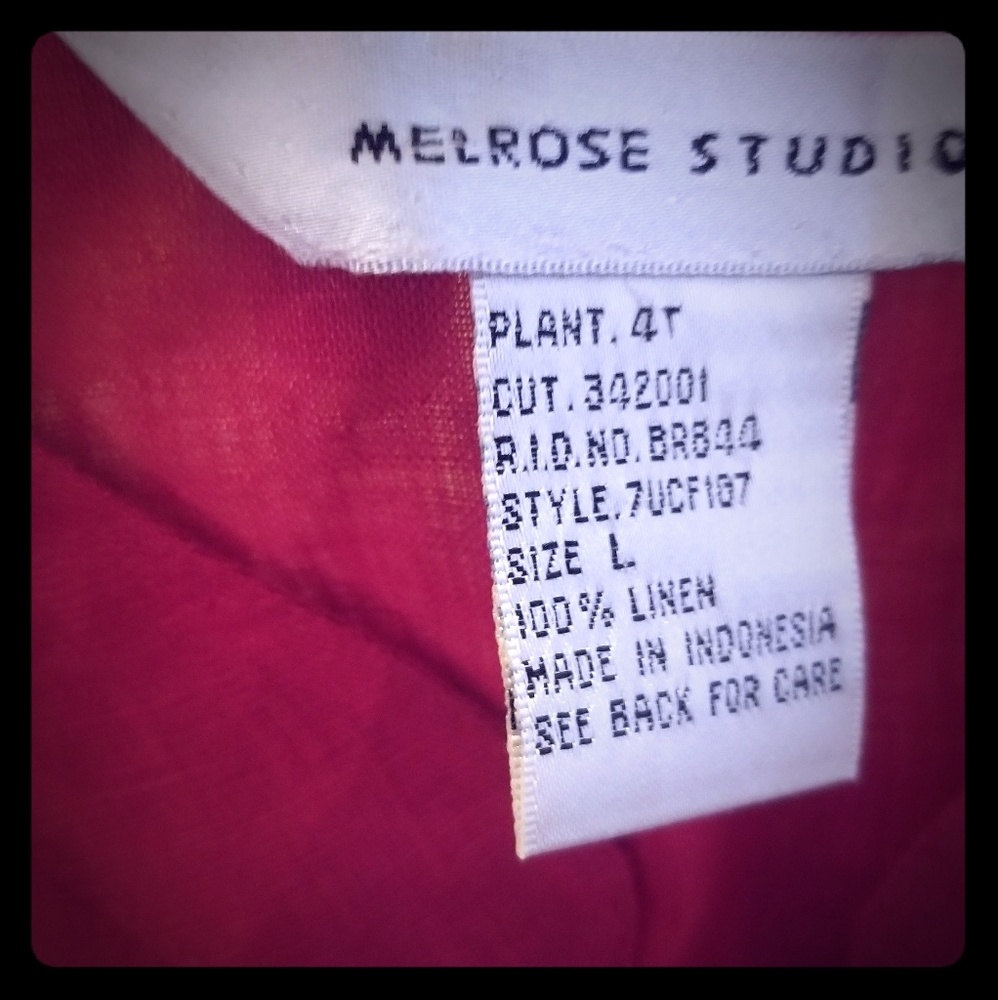 MELROSE STUDIO
PLANT. 4T
CUT. 342001
R.I.D.NO. BR844
STYLE. 7UCF187
SIZE L
100% LINEN
MADE IN INDONESIA
SEE BACK FOR CARE